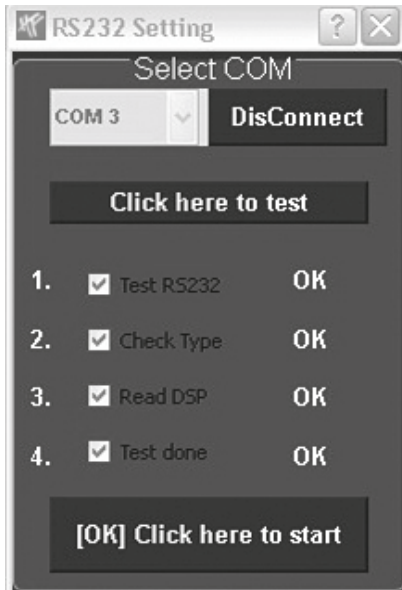 RS232 Setting
Select COM
COM 3 DisConnect
Click here to test
1. Test RS232 OK
2. Check Type OK
3. Read DSP OK
4. Test done OK
[OK] Click here to start